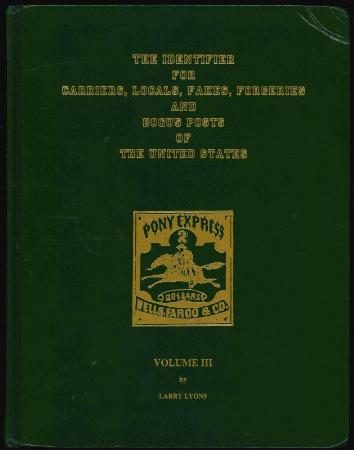 THE IDENTIFIER
FOR
CARRIERS, LOCALS, FAKES, FORGERIES
AND
BOGUS POSTS
OF
THE UNITED STATES
PONY EXPRESS
2
DOLLARS
WELLS, FARGO & CO.
VOLUME III
by
LARRY LYONS